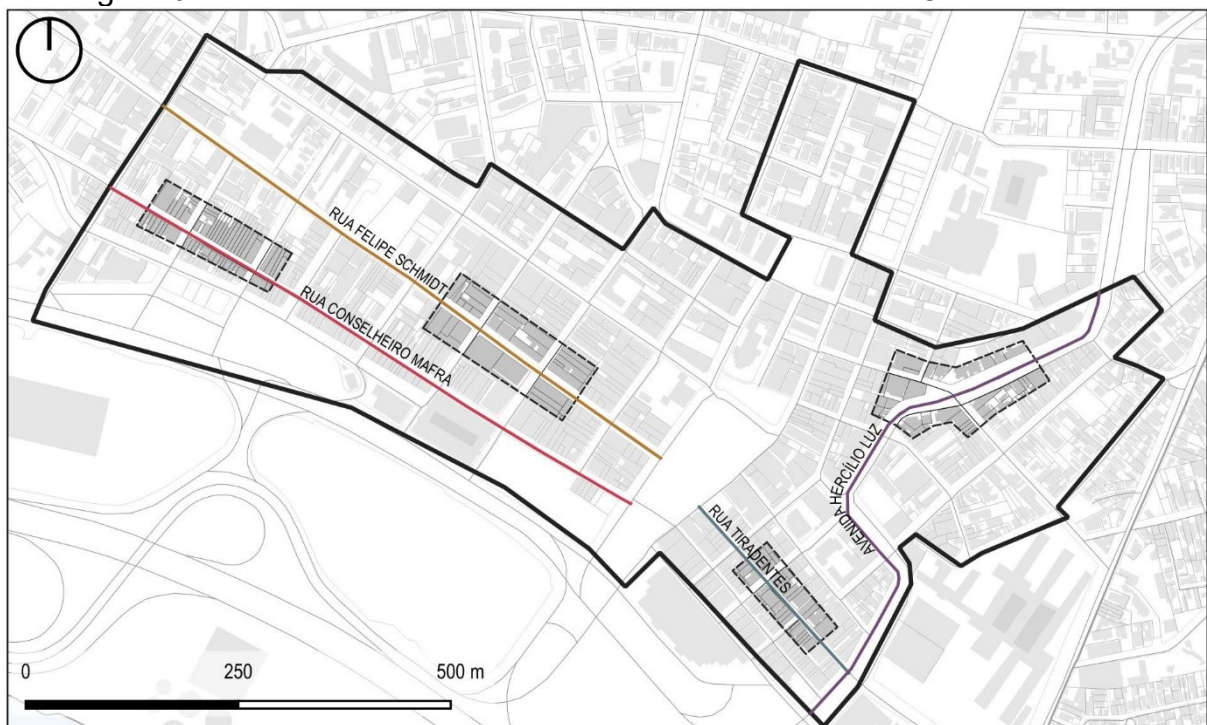 RUA FELIPE SCHMIDT
RUA CONSELHEIRO MAFRA
AVENIDA HERCÍLIO LUZ
RUA TIRADENTES
0 250 500 m